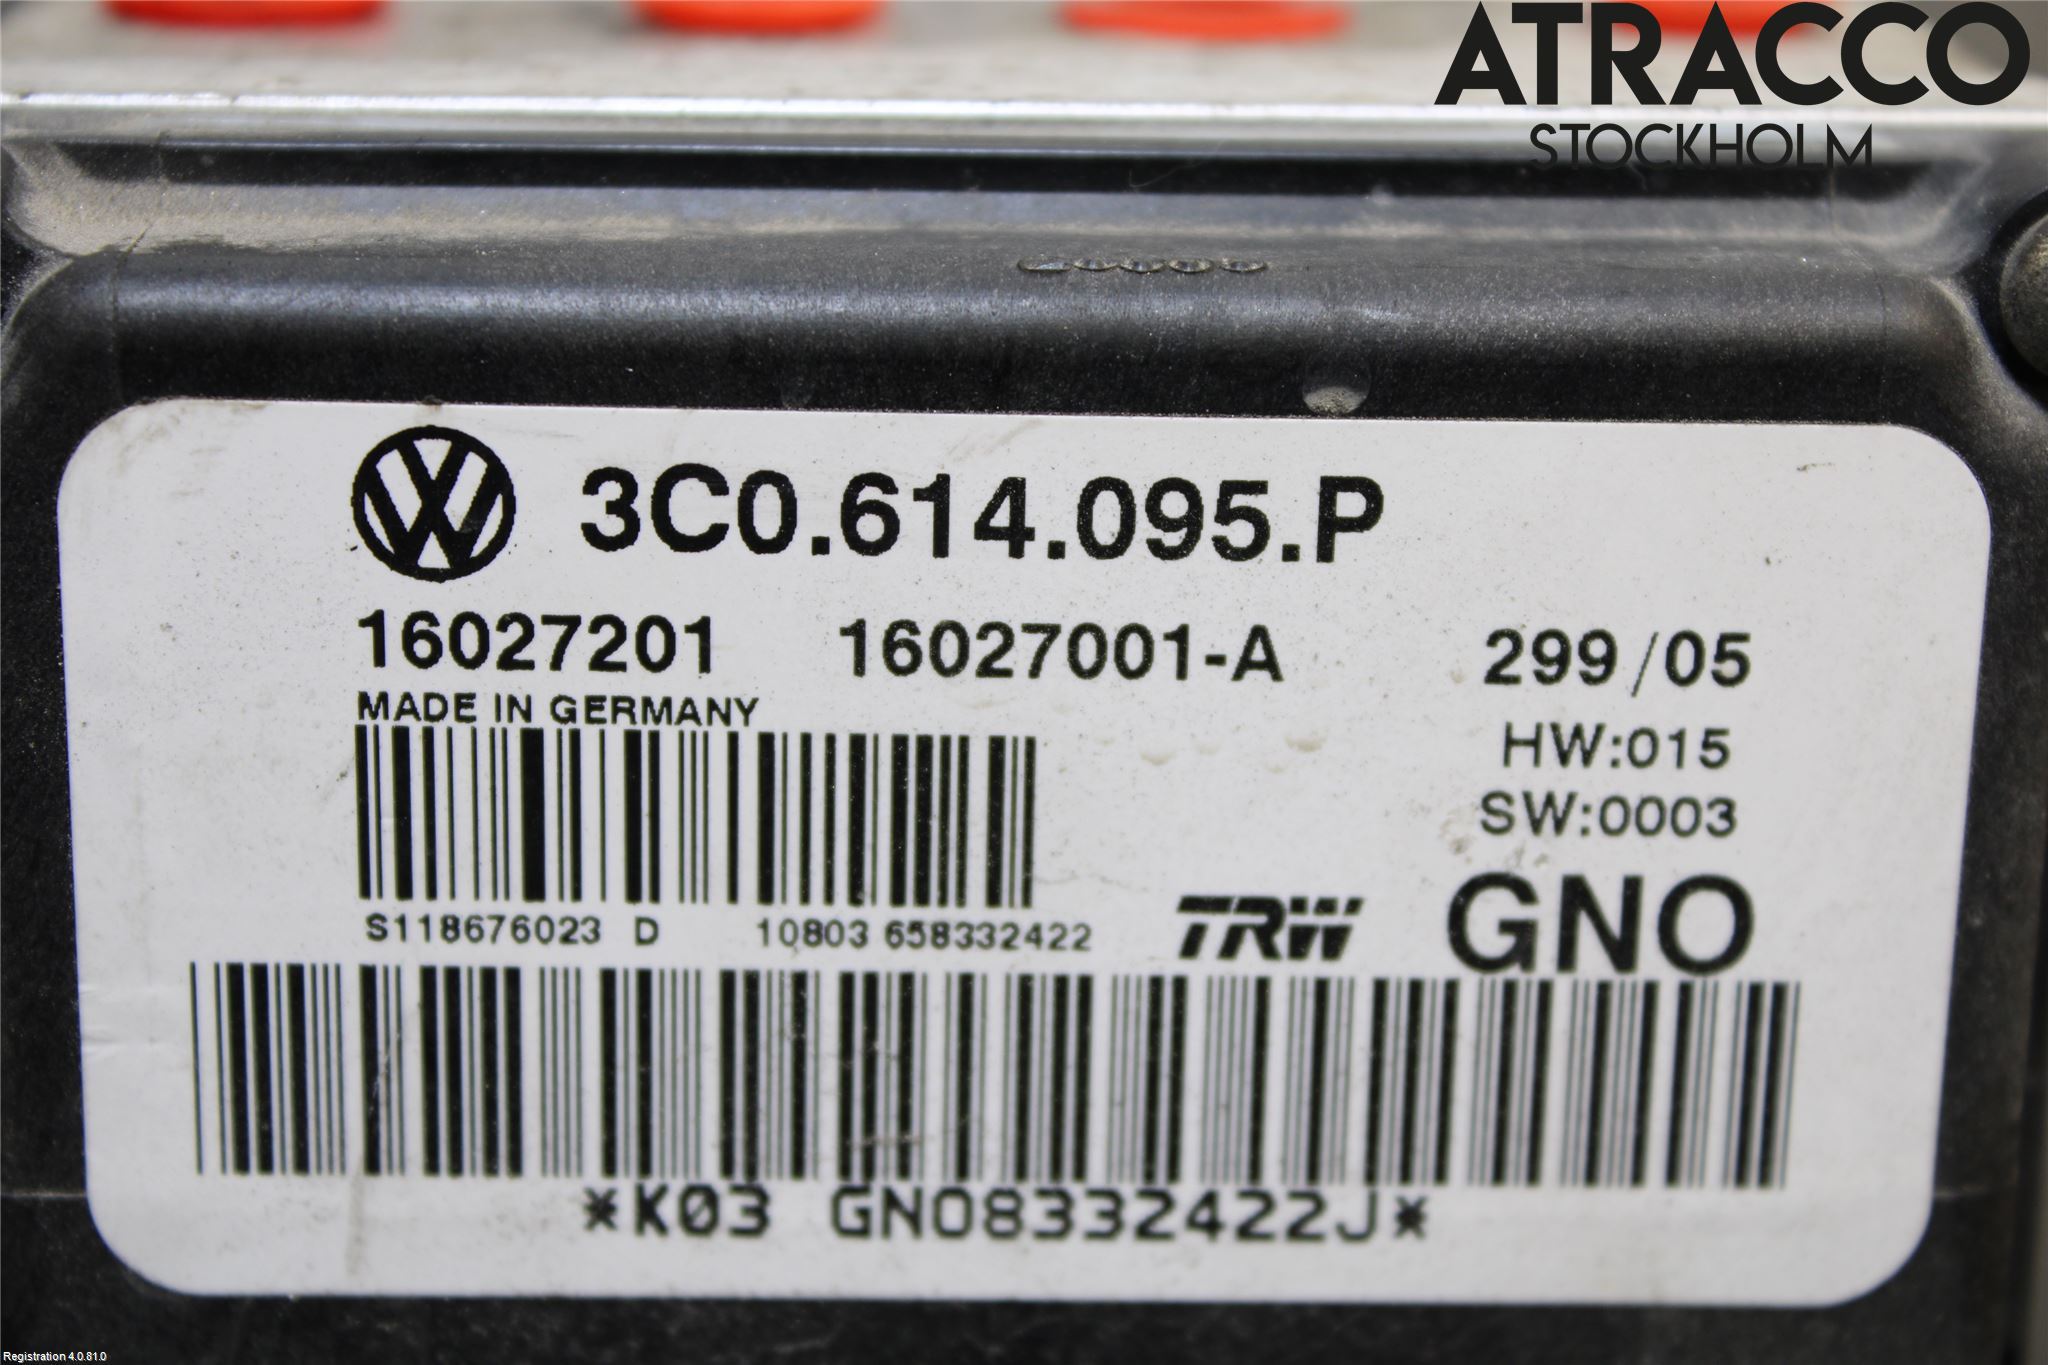 ATRACCO
STOCKHOLM
3C0.614.095.P
16027201 16027001-A 299/05
MADE IN GERMANY
HW:015
SW:0003
S118676023 D 10803 658332422
TRW GNO
*K03 GNO8332422J*
Registration 4.0.81.0